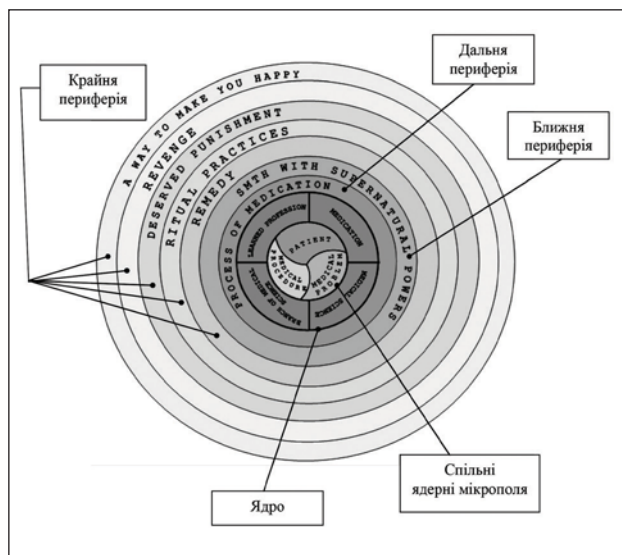 Крайня
периферія
Дальня
периферія
Ближня
периферія
A WAY TO MAKE YOU HAPPY
REVENGE
DESERVED PUNISHMENT
RITUAL PRACTICES
REMEDY
SMTH WITH SUPERNATURAL POWERS
PROCESS OF MEDICATION
LEARNED PROFESSION
MEDICATION
PATIENT
MEDICAL
PROCEDURE
MEDICAL
PROBLEM
BRANCH OF MEDICAL
SCIENCE
MEDICAL SCIENCE
Спільні
ядерні мікрополя
Ядро